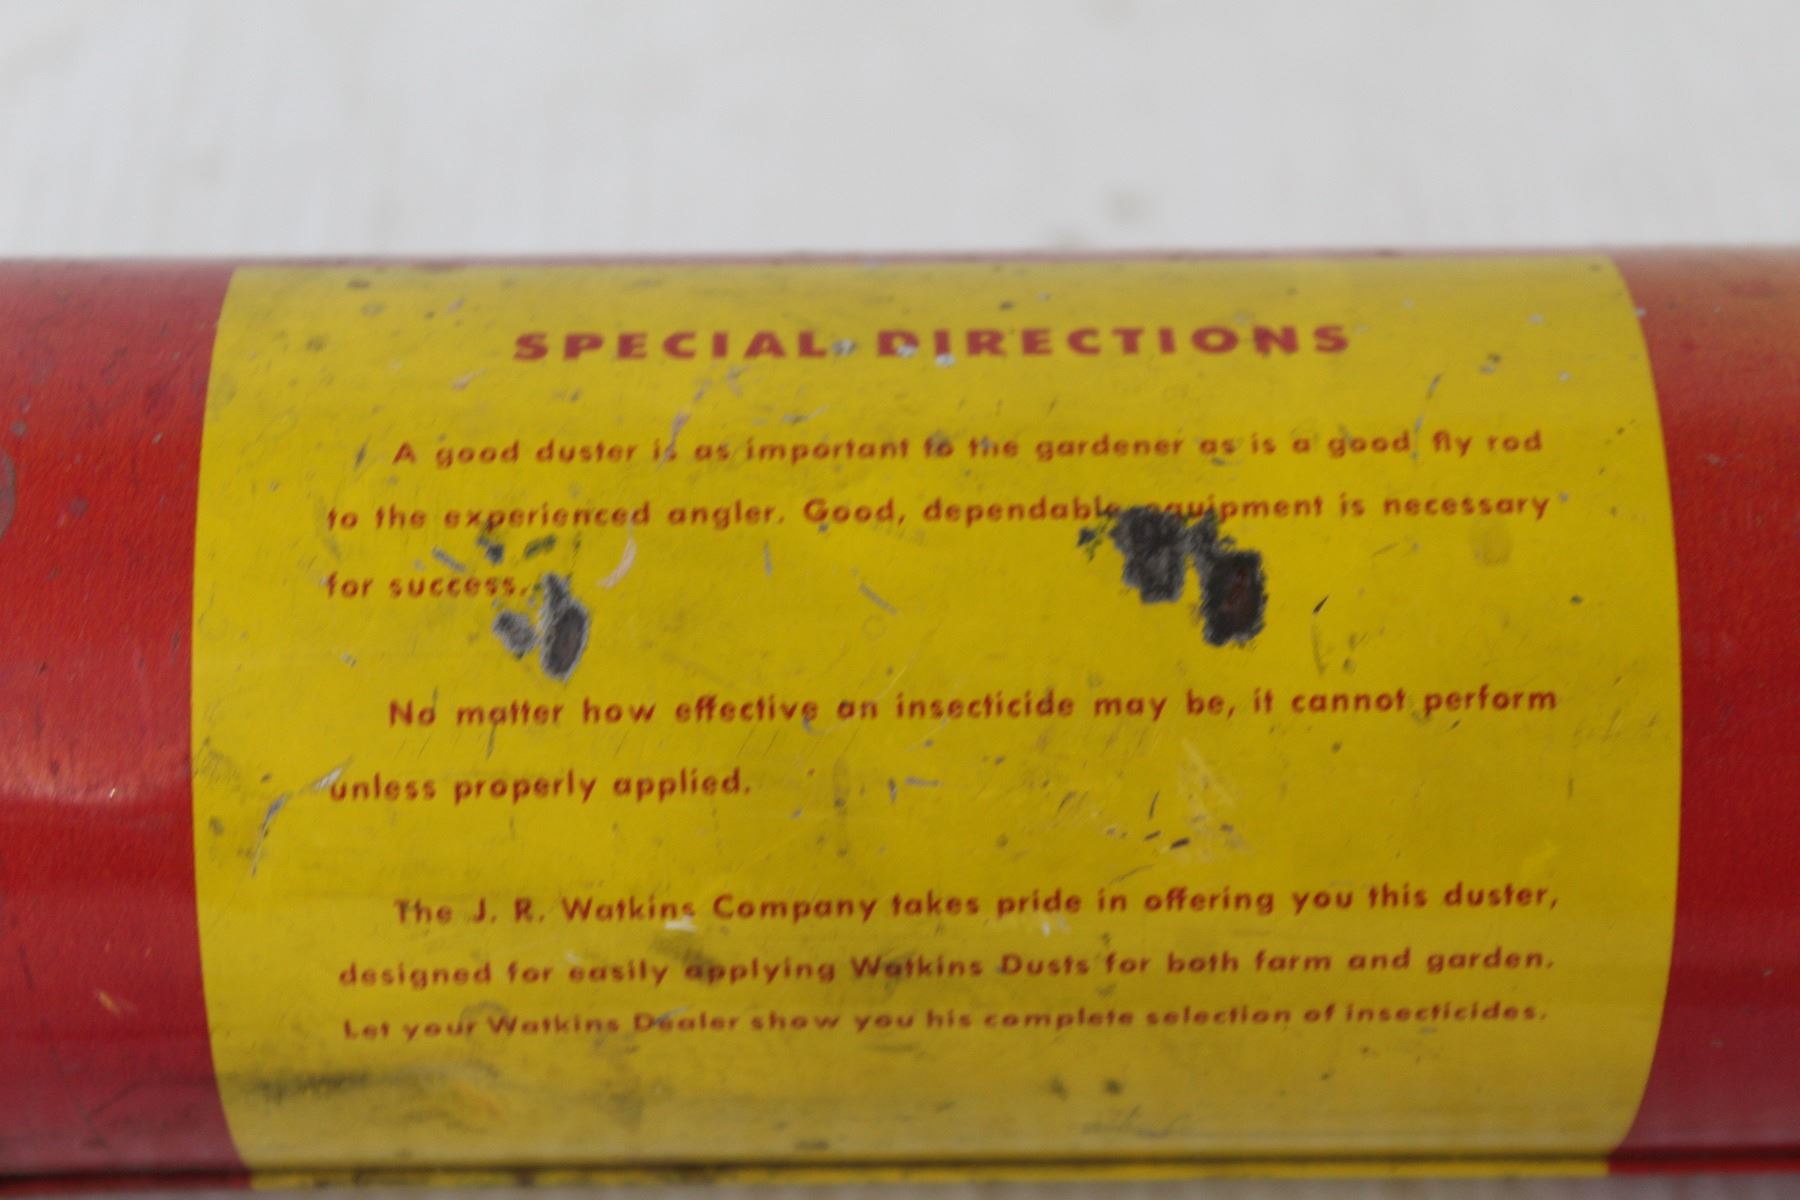 SPECIAL DIRECTIONS
A good duster is as important to the gardener as is a good fly rod
to the experienced angler. Good, dependable equipment is necessary
for success.
No matter how effective an insecticide may be, it cannot perform
unless properly applied.
The J. R. Watkins Company takes pride in offering you this duster,
designed for easily applying Watkins Dusts for both farm and garden.
Let your Watkins Dealer show you his complete selection of insecticides.